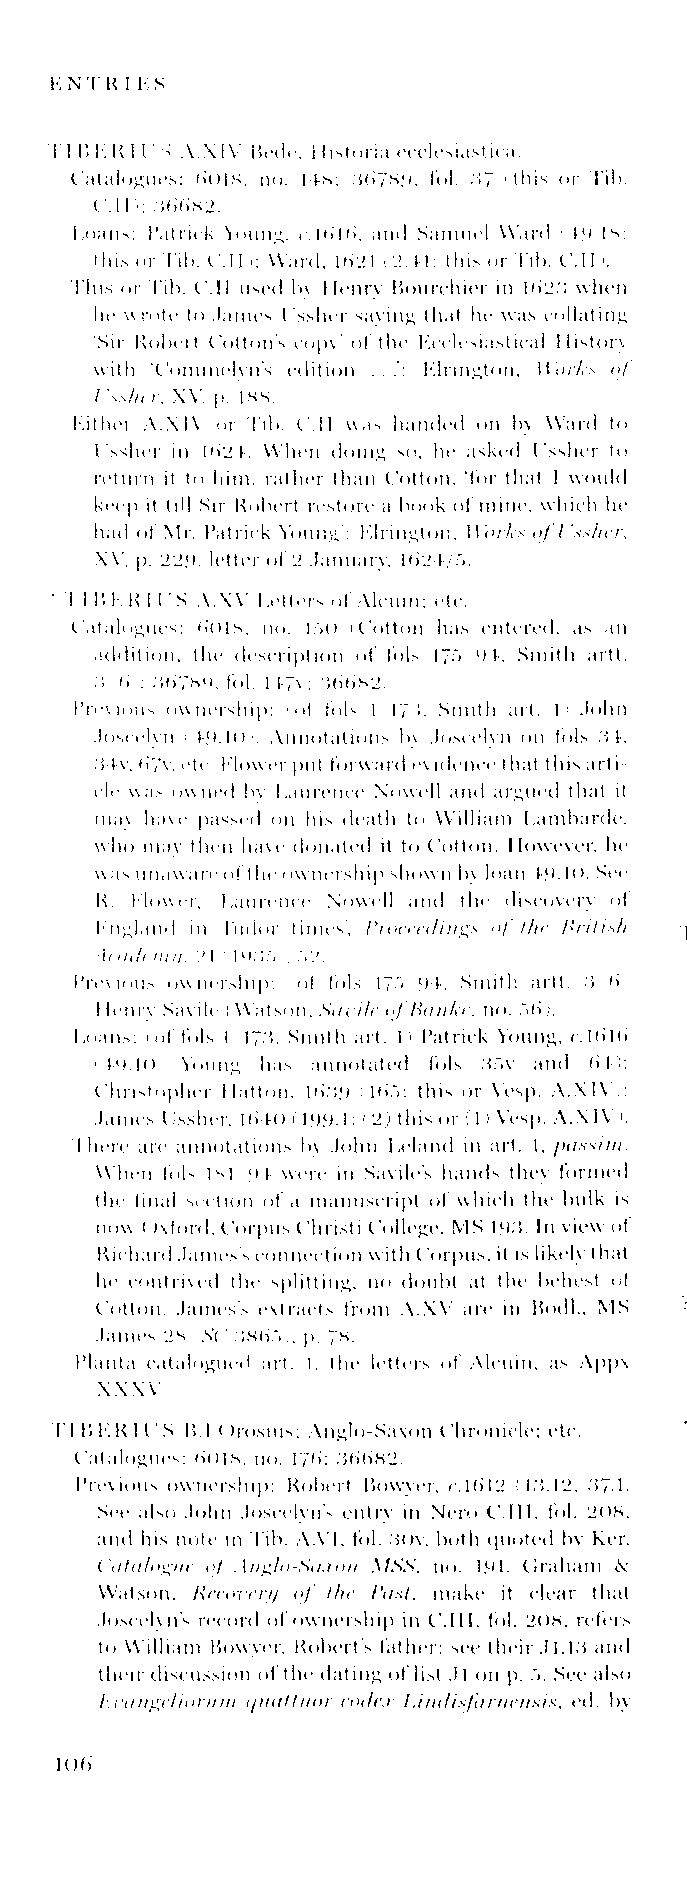 ENTRIES
TIBERIUS A.XIV Bede, Historia ecclesiastica.
Catalogues: 6018, no. 148; 36789, fol. 37 (this or Tib.
C.II); 36682.
Loans: Patrick Young, c.1616, and Samuel Ward (49.18:
this or Tib. C.II); Ward, 1621 (2.41: this or Tib. C.II).
This or Tib. C.II used by Henry Bourchier in 1623 when
he wrote to James Ussher saying that he was collating
'Sir Robert Cotton's copy' of the Ecclesiastical History
with 'Commelyn's edition ...': Elrington, Works of
Ussher, XV, p. 188.
Either A.XIV or Tib. C.II was handed on by Ward to
Ussher in 1624. When doing so, he asked Ussher to
return it to him, rather than Cotton, 'for that I would
keep it till Sir Robert restore a book of mine, which he
had of Mr. Patrick Young': Elrington, Works of Ussher,
XV, p. 229, letter of 2 January, 1624/5.
* TIBERIUS A.XV Letters of Alcuin; etc.
Catalogues: 6018, no. 150 (Cotton has entered, as an
addition, the description of fols 175–94, Smith artt.
3–6); 36789, fol. 147v; 36682.
Previous ownership: (of fols 1–173, Smith art. 1) John
Joscelyn (49.10). Annotations by Joscelyn on fols 34,
34v, 67v, etc. Flower put forward evidence that this arti-
cle was owned by Laurence Nowell and argued that it
may have passed on his death to William Lambarde,
who may then have donated it to Cotton. However, he
was unaware of the ownership shown by loan 49.10. See
R. Flower, 'Laurence Nowell and the discovery of
England in Tudor times', Proceedings of the British
Academy, 21 (1935), 52.
Previous ownership: (of fols 175–94, Smith artt. 3–6)
Henry Savile (Watson, Savile of Banke, no. 56).
Loans: (of fols 1–173, Smith art. 1) Patrick Young, c.1616
(49.10). Young has annotated fols 35v and 64);
Christopher Hatton, 1639 (165: this or Vesp. A.XIV);
James Ussher, 1640 (199.1: (2) this or (1) Vesp. A.XIV).
There are annotations by John Leland in art. 1, passim.
When fols 181–94 were in Savile's hands they formed
the final section of a manuscript of which the bulk is
now Oxford, Corpus Christi College, MS 193. In view of
Richard James's connection with Corpus, it is likely that
he contrived the splitting, no doubt at the behest of
Cotton. James's extracts from A.XV are in Bodl., MS
James 28 (SC 3865), p. 78.
Planta catalogued art. 1, the letters of Alcuin, as Appx
XXXV
TIBERIUS B.I Orosius; Anglo-Saxon Chronicle; etc.
Catalogues: 6018, no. 176; 36682.
Previous ownership: Robert Bowyer, c.1612 (43.12, 37.1.
See also John Joscelyn's entry in Nero C.III, fol. 208,
and his note in Tib. A.VI, fol. 30v, both quoted by Ker,
Catalogue of Anglo-Saxon MSS, no. 191. Graham &
Watson, Recovery of the Past, make it clear that
Joscelyn's record of ownership in C.III, fol. 208, refers
to William Bowyer, Robert's father: see their J1.13 and
their discussion of the dating of list J1 on p. 5. See also
Evangeliorum quattuor codex Lindisfarnensis, ed. by
106